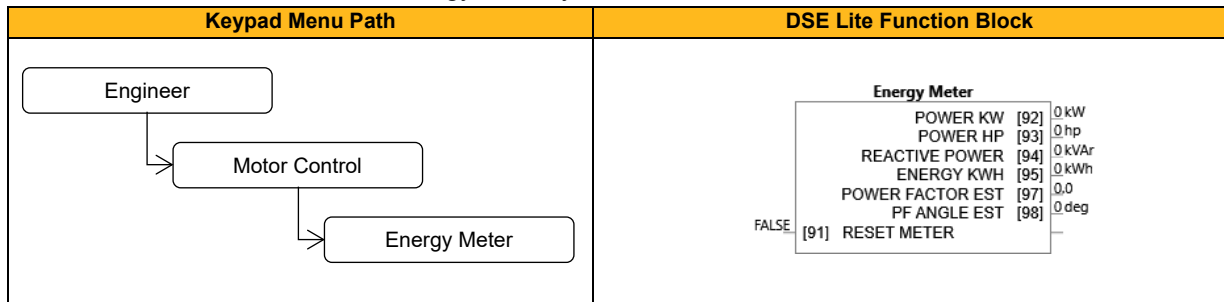 Keypad Menu Path
DSE Lite Function Block
Engineer
Motor Control
Energy Meter
Energy Meter
POWER KW [92] 0 kW
POWER HP [93] 0 hp
REACTIVE POWER [94] 0 kVAr
ENERGY KWH [95] 0 kWh
POWER FACTOR EST [97] 0.0
PF ANGLE EST [98] 0 deg
FALSE [91] RESET METER